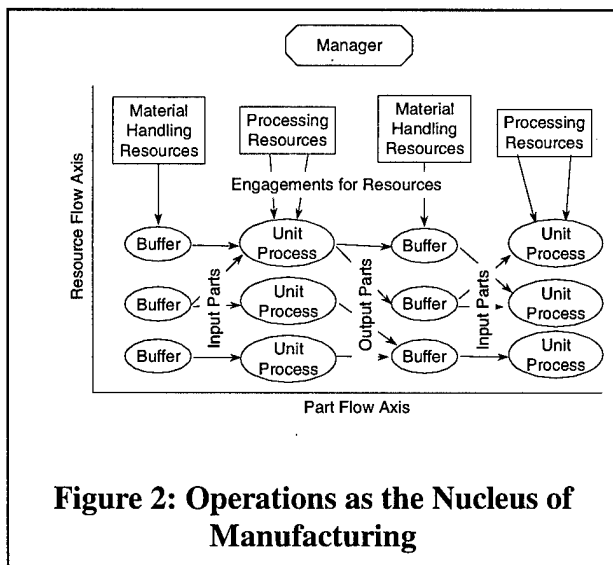 Manager
Material
Handling
Resources
Processing
Resources
Material
Handling
Resources
Processing
Resources
Engagements for Resources
Resource Flow Axis
Buffer
Unit
Process
Buffer
Unit
Process
Input Parts
Output Parts
Input Parts
Buffer
Unit
Process
Buffer
Unit
Process
Buffer
Unit
Process
Buffer
Unit
Process
Part Flow Axis
Figure 2: Operations as the Nucleus of
Manufacturing